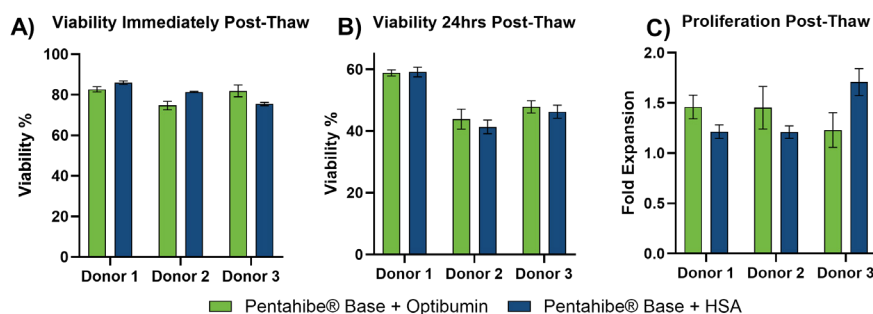 A) Viability Immediately Post-Thaw
Viability %
100
80
60
40
20
0
Donor 1 Donor 2 Donor 3
B) Viability 24hrs Post-Thaw
Viability %
60
40
20
0
Donor 1 Donor 2 Donor 3
C) Proliferation Post-Thaw
Fold Expansion
2.0
1.5
1.0
0.5
0.0
Donor 1 Donor 2 Donor 3
Pentahibe® Base + Optibumin Pentahibe® Base + HSA